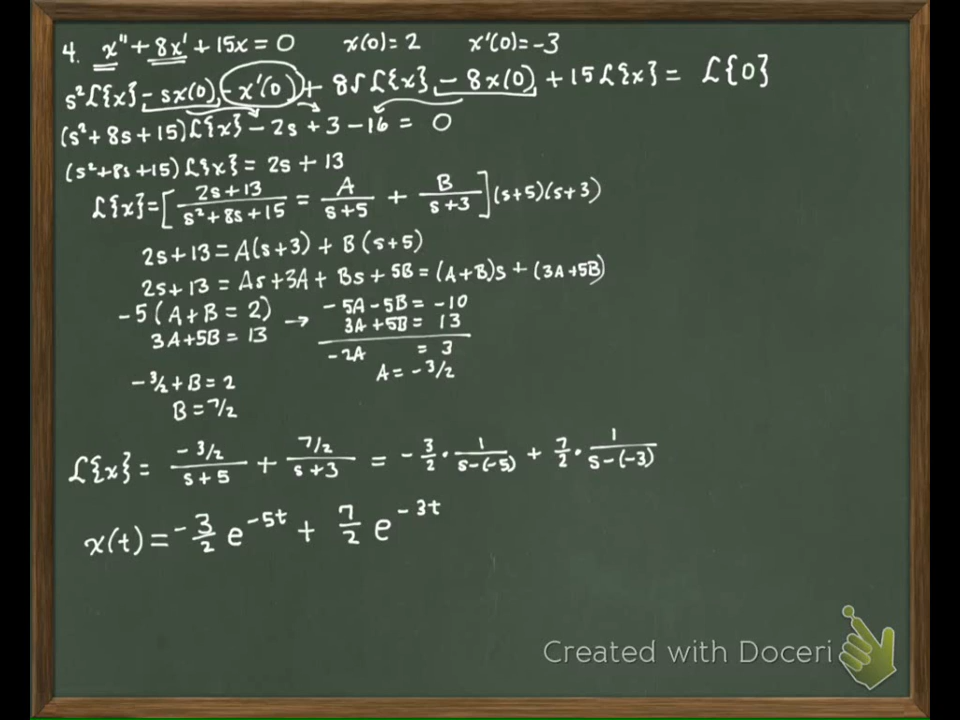 4. x'' + 8x' + 15x = 0 x(0) = 2 x'(0) = -3
s²ℒ{x} - sx(0) - x'(0) + 8sℒ{x} - 8x(0) + 15ℒ{x} = ℒ{0}
(s² + 8s + 15)ℒ{x} - 2s + 3 - 16 = 0
(s² + 8s + 15)ℒ{x} = 2s + 13
ℒ{x} = [ (2s + 13)/(s² + 8s + 15) = A/(s+5) + B/(s+3) ] (s+5)(s+3)
2s + 13 = A(s+3) + B(s+5)
2s + 13 = As + 3A + Bs + 5B = (A+B)s + (3A+5B)
-5(A + B = 2) → -5A - 5B = -10
3A + 5B = 13 3A + 5B = 13
-2A = 3
A = -3/2
-3/2 + B = 2
B = 7/2
ℒ{x} = (-3/2)/(s+5) + (7/2)/(s+3) = -3/2 · 1/(s-(-5)) + 7/2 · 1/(s-(-3))
x(t) = -3/2 e^(-5t) + 7/2 e^(-3t)
Created with Doceri